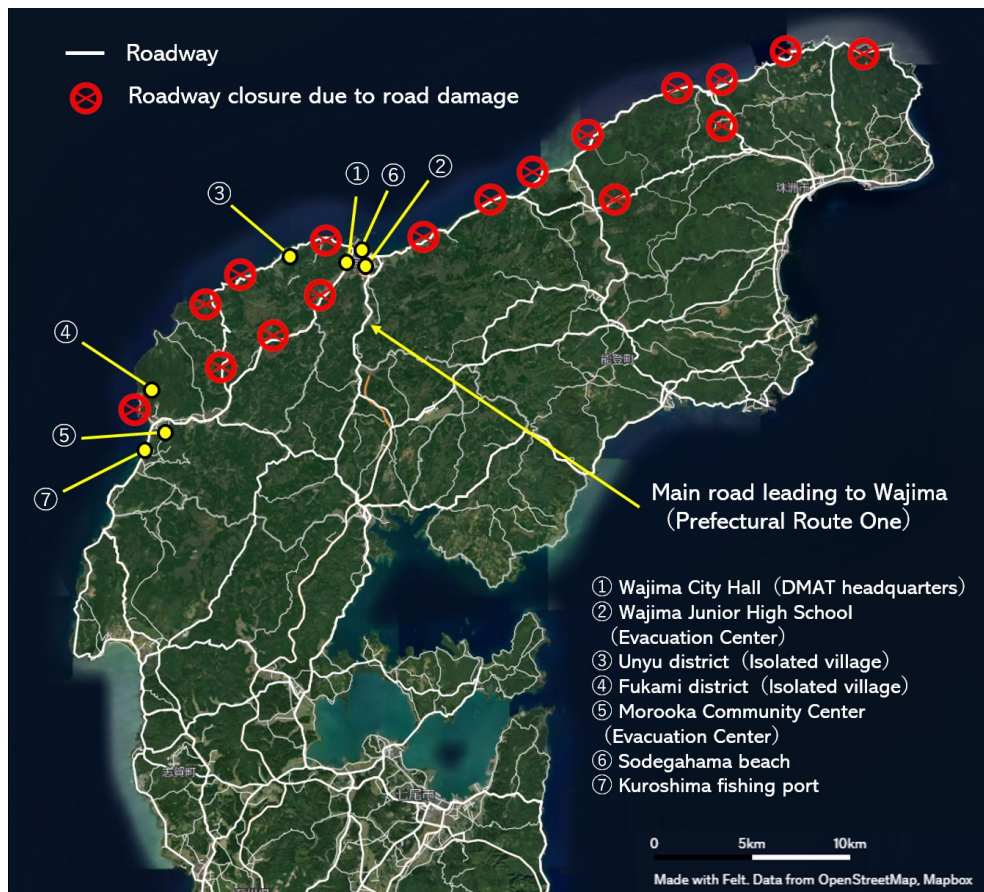 Roadway
Roadway closure due to road damage
①
⑥
②
③
④
⑤
⑦
珠洲市
能登町
志賀町
七尾市
Main road leading to Wajima
(Prefectural Route One)
① Wajima City Hall (DMAT headquarters)
② Wajima Junior High School
(Evacuation Center)
③ Unyu district (Isolated village)
④ Fukami district (Isolated village)
⑤ Morooka Community Center
(Evacuation Center)
⑥ Sodegahama beach
⑦ Kuroshima fishing port
0 5km 10km
Made with Felt. Data from OpenStreetMap, Mapbox